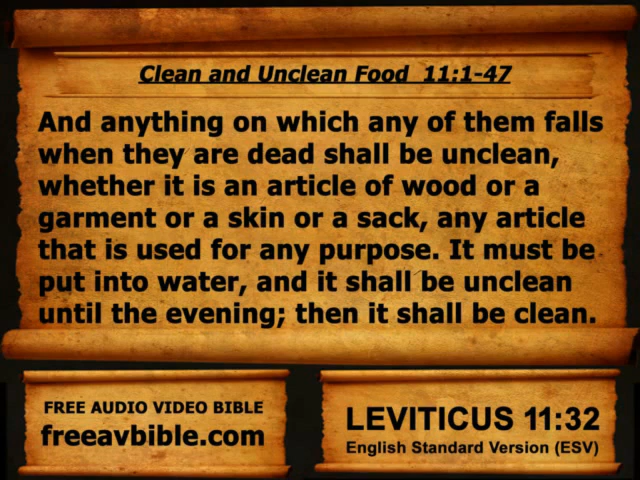 Clean and Unclean Food  11:1-47
And anything on which any of them falls
when they are dead shall be unclean,
whether it is an article of wood or a
garment or a skin or a sack, any article
that is used for any purpose. It must be
put into water, and it shall be unclean
until the evening; then it shall be clean.
FREE AUDIO VIDEO BIBLE
freeavbible.com
LEVITICUS 11:32
English Standard Version (ESV)